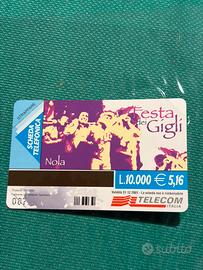 SCHEDA
TELEFONICA
Festa
dei
Gigli
Nola
L.10.000 € 5,16
Validità 31.12.2005 - La scheda non è rimborsabile
TELECOM
ITALIA
subito